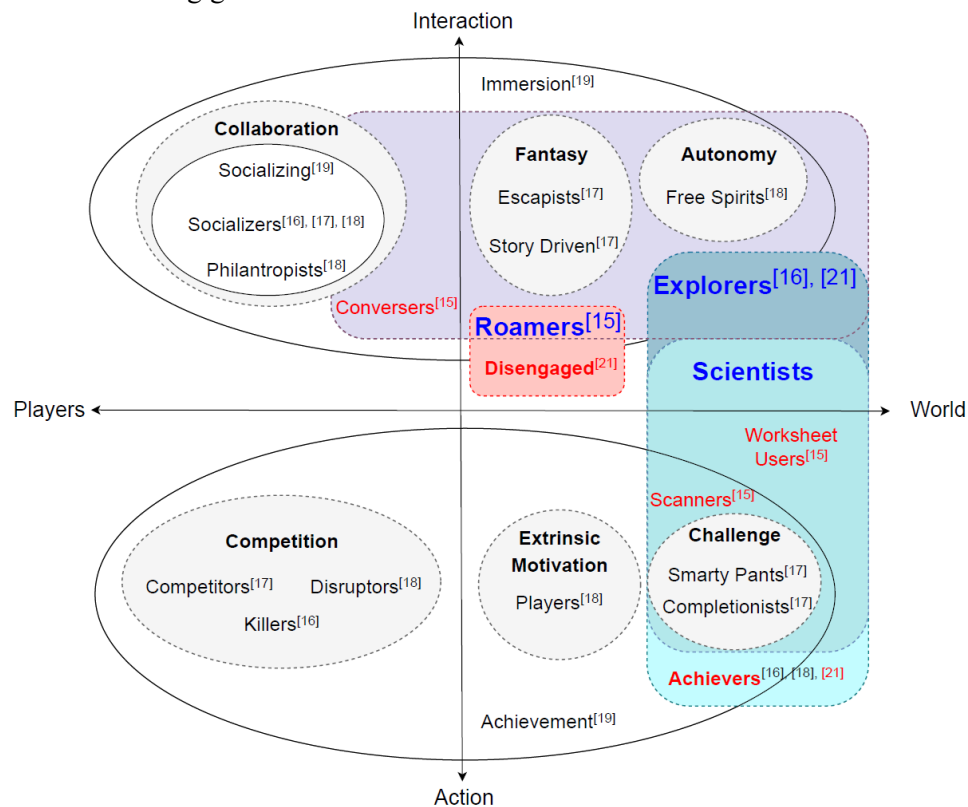 Interaction
Immersion[19]
Collaboration
Socializing[19]
Socializers[16], [17], [18]
Philantropists[18]
Fantasy
Escapists[17]
Story Driven[17]
Autonomy
Free Spirits[18]
Explorers[16], [21]
Conversers[15]
Roamers[15]
Disengaged[21]
Scientists
Players
World
Worksheet
Users[15]
Scanners[15]
Competition
Competitors[17]
Disruptors[18]
Killers[16]
Extrinsic
Motivation
Players[18]
Challenge
Smarty Pants[17]
Completionists[17]
Achievers[16], [18], [21]
Achievement[19]
Action